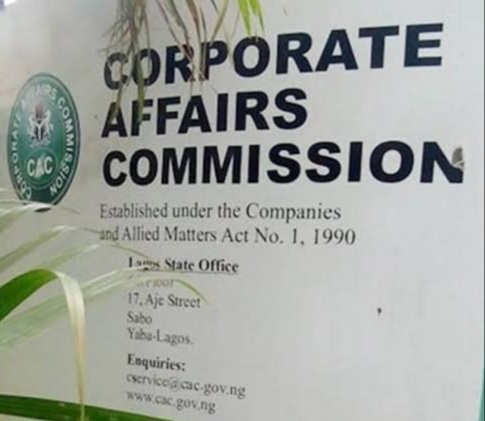 CORPORATE
AFFAIRS
COMMISSION
CORPORATE AFFAIRS COMMISSION
CAC
Established under the Companies
and Allied Matters Act No. 1, 1990
Lagos State Office
Floor
17, Aje Street
Sabo
Yaba-Lagos.
Enquiries:
cservice@cac.gov.ng
www.cac.gov.ng